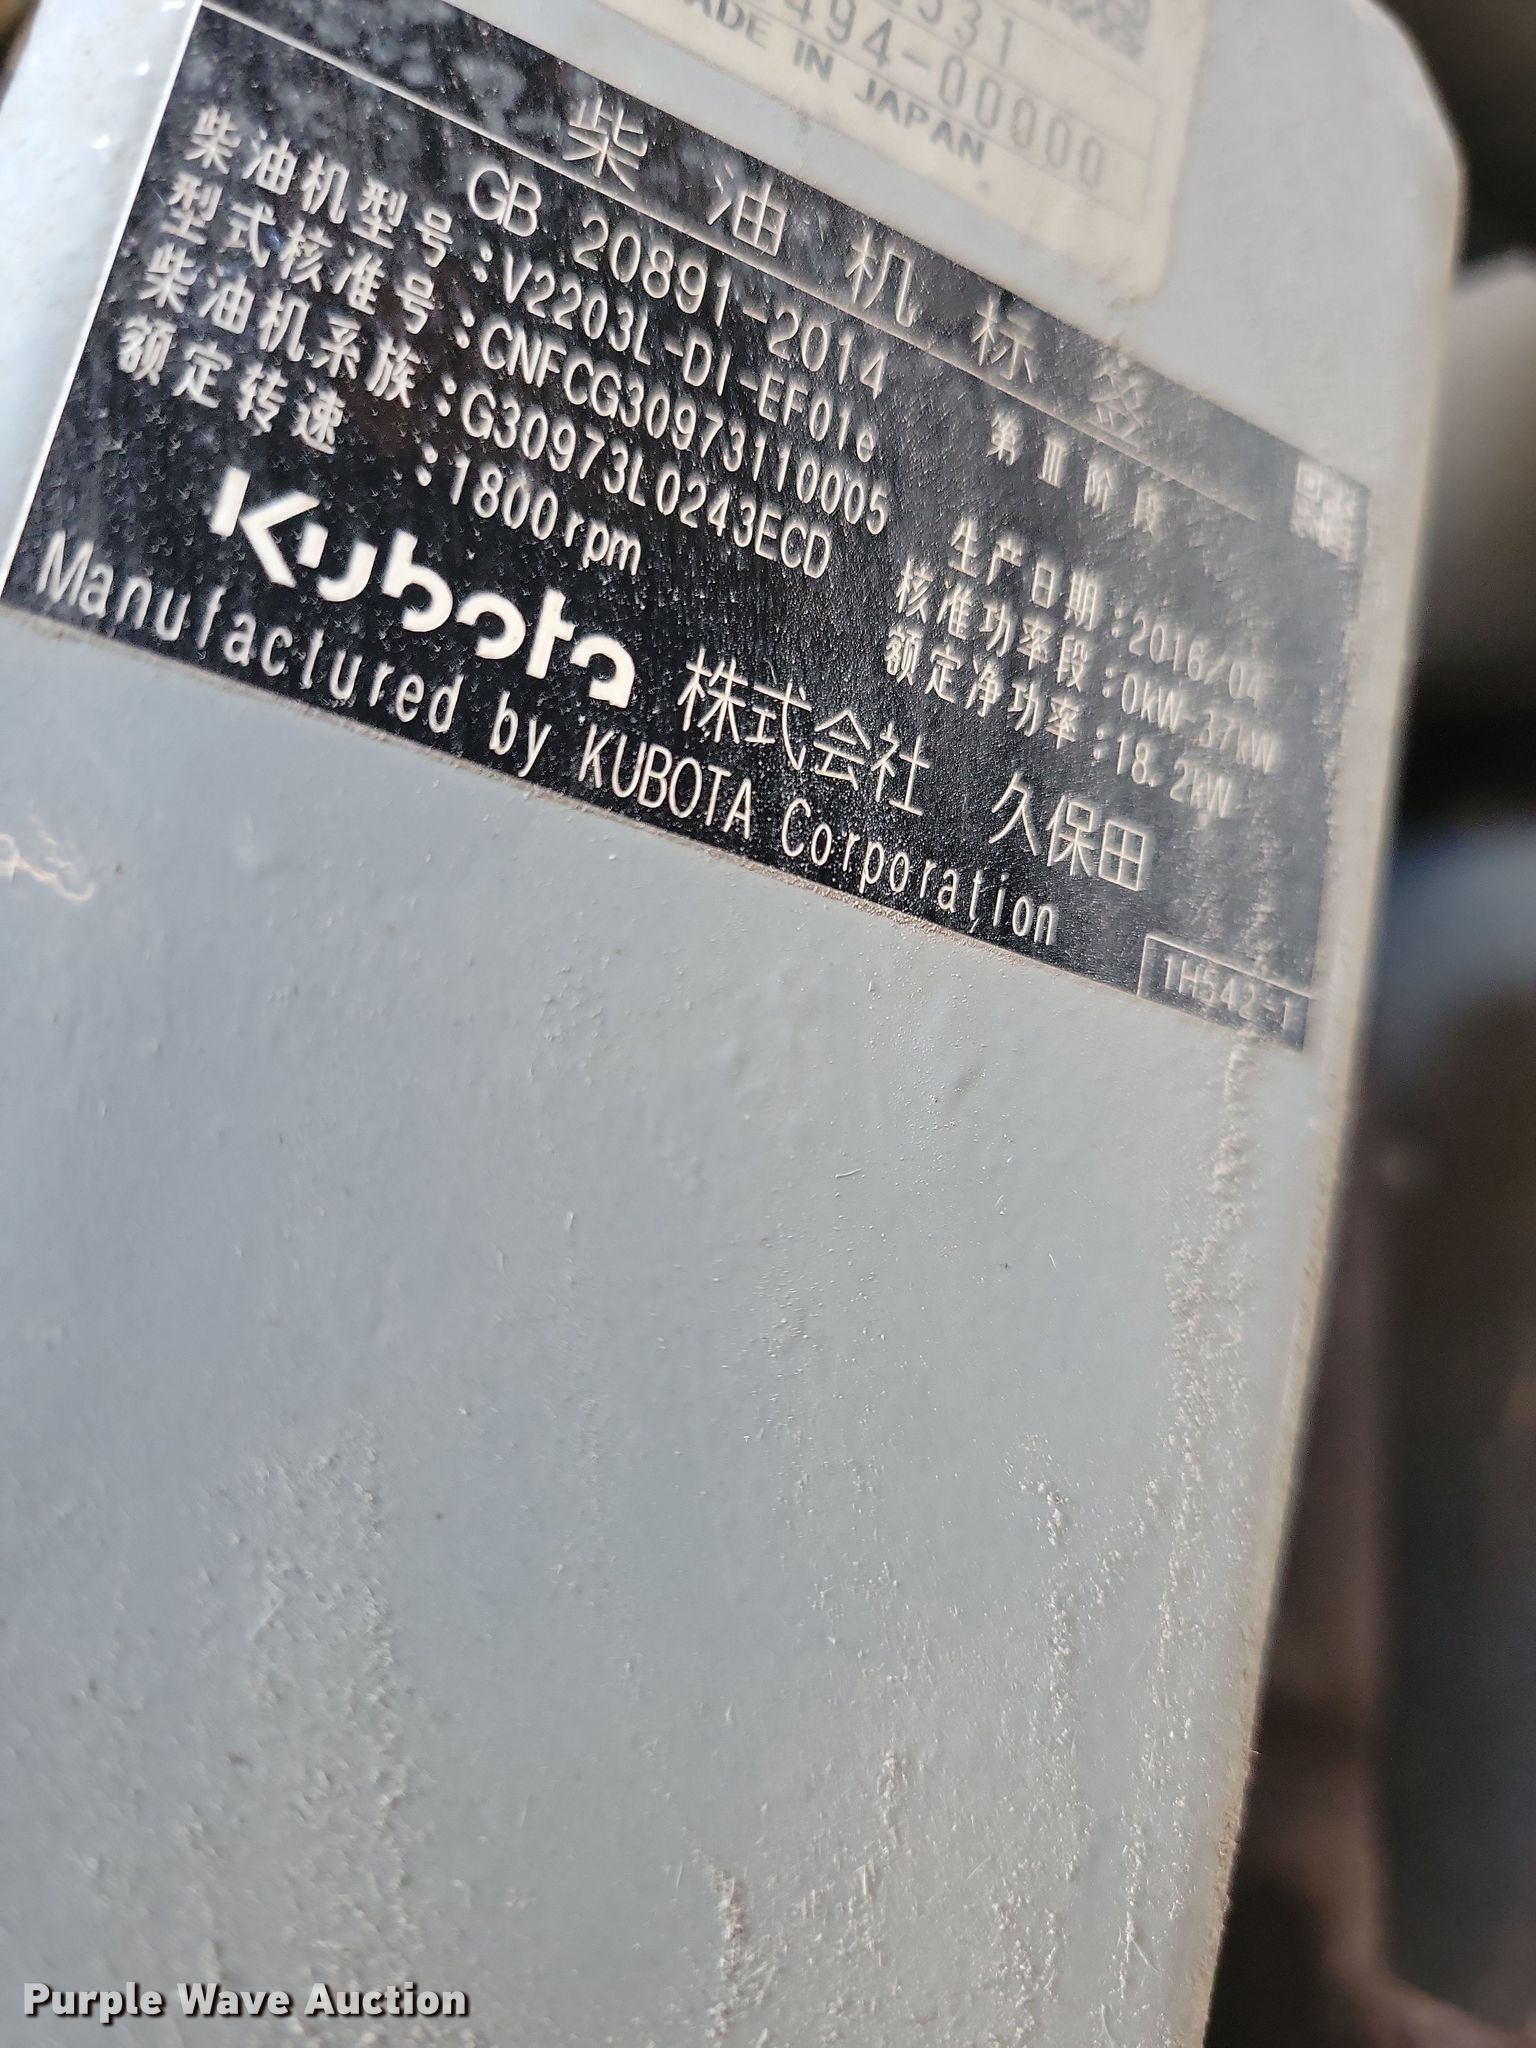 2531
494-00000
MADE IN JAPAN
柴油机标签
GB 20891-2014 第Ⅲ阶段
柴油机型号:V2203L-DI-EF01e 生产日期:2016/04
型式核准号:CNFCG30973110005 核准功率段:0kW-37kW
柴油机系族:G30973L0243ECD 额定净功率:18.2kW
额定转速:1800rpm
Kubota 株式会社 久保田
Manufactured by KUBOTA Corporation
1H542-1
Purple Wave Auction